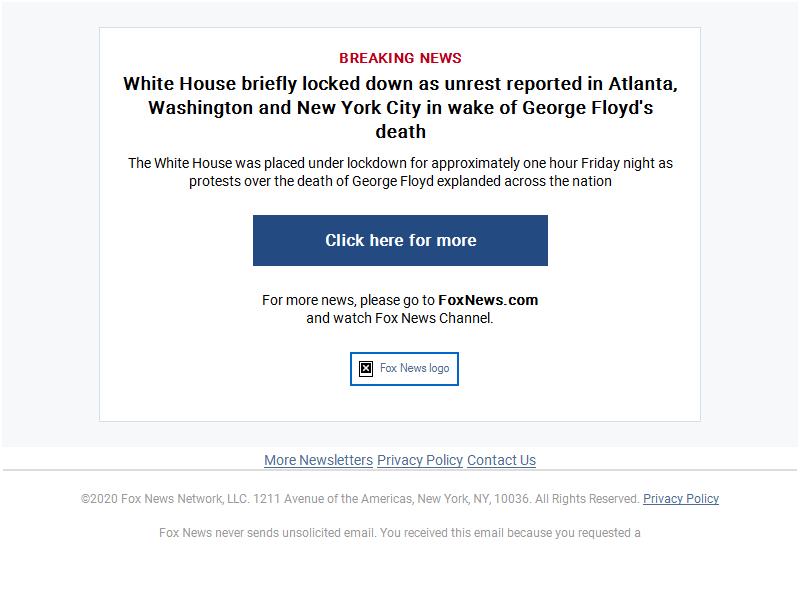 BREAKING NEWS
White House briefly locked down as unrest reported in Atlanta,
Washington and New York City in wake of George Floyd's
death
The White House was placed under lockdown for approximately one hour Friday night as
protests over the death of George Floyd explanded across the nation
Click here for more
For more news, please go to FoxNews.com
and watch Fox News Channel.
Fox News logo
More Newsletters Privacy Policy Contact Us
©2020 Fox News Network, LLC. 1211 Avenue of the Americas, New York, NY, 10036. All Rights Reserved. Privacy Policy
Fox News never sends unsolicited email. You received this email because you requested a